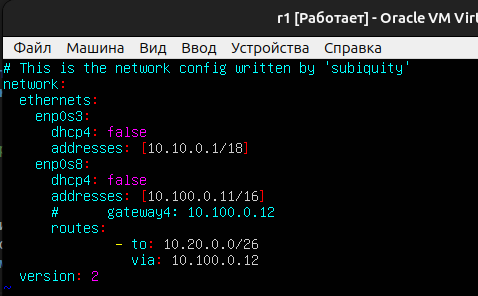 r1 [Работает] - Oracle VM Virt
Файл Машина Вид Ввод Устройства Справка
# This is the network config written by 'subiquity'
network:
  ethernets:
    enp0s3:
      dhcp4: false
      addresses: [10.10.0.1/18]
    enp0s8:
      dhcp4: false
      addresses: [10.100.0.11/16]
      #      gateway4: 10.100.0.12
      routes:
              - to: 10.20.0.0/26
                via: 10.100.0.12
  version: 2
~